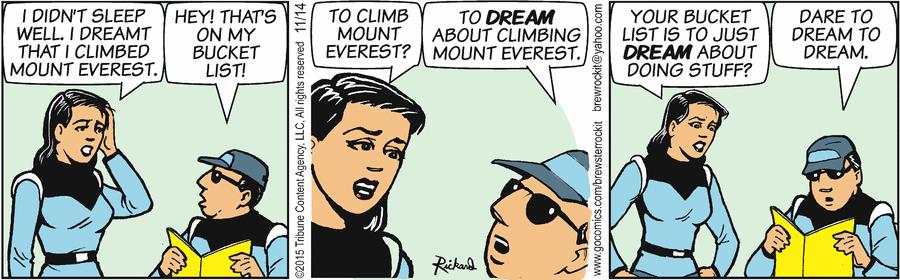 I DIDN'T SLEEP
WELL. I DREAMT
THAT I CLIMBED
MOUNT EVEREST.
HEY! THAT'S
ON MY
BUCKET
LIST!
©2015 Tribune Content Agency, LLC, All rights reserved 11/14
TO CLIMB
MOUNT
EVEREST?
TO DREAM
ABOUT CLIMBING
MOUNT EVEREST.
Rickard
www.gocomics.com/brewsterrockit brewrockit@yahoo.com
YOUR BUCKET
LIST IS TO JUST
DREAM ABOUT
DOING STUFF?
DARE TO
DREAM TO
DREAM.